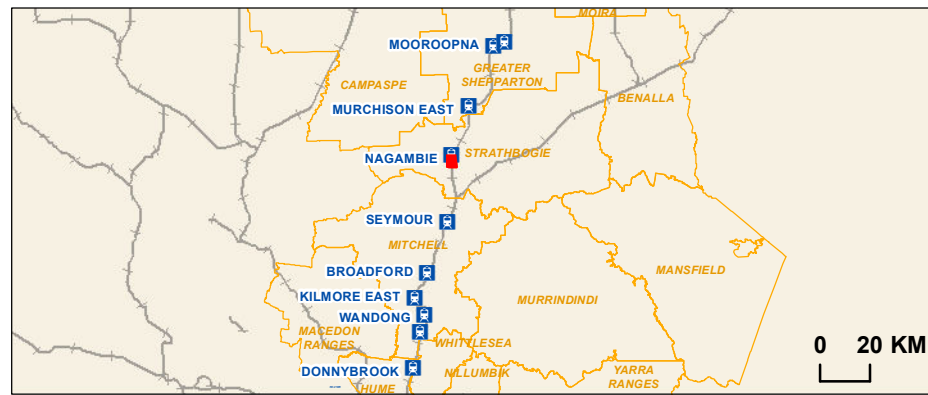 MOIRA
MOOROOPNA
GREATER
SHEPPARTON
CAMPASPE
BENALLA
MURCHISON EAST
STRATHBOGIE
NAGAMBIE
SEYMOUR
MITCHELL
BROADFORD
MANSFIELD
KILMORE EAST
MURRINDINDI
WANDONG
MACEDON
RANGES
WHITTLESEA
0 20 KM
DONNYBROOK
NILLUMBIK
YARRA
RANGES
HUME